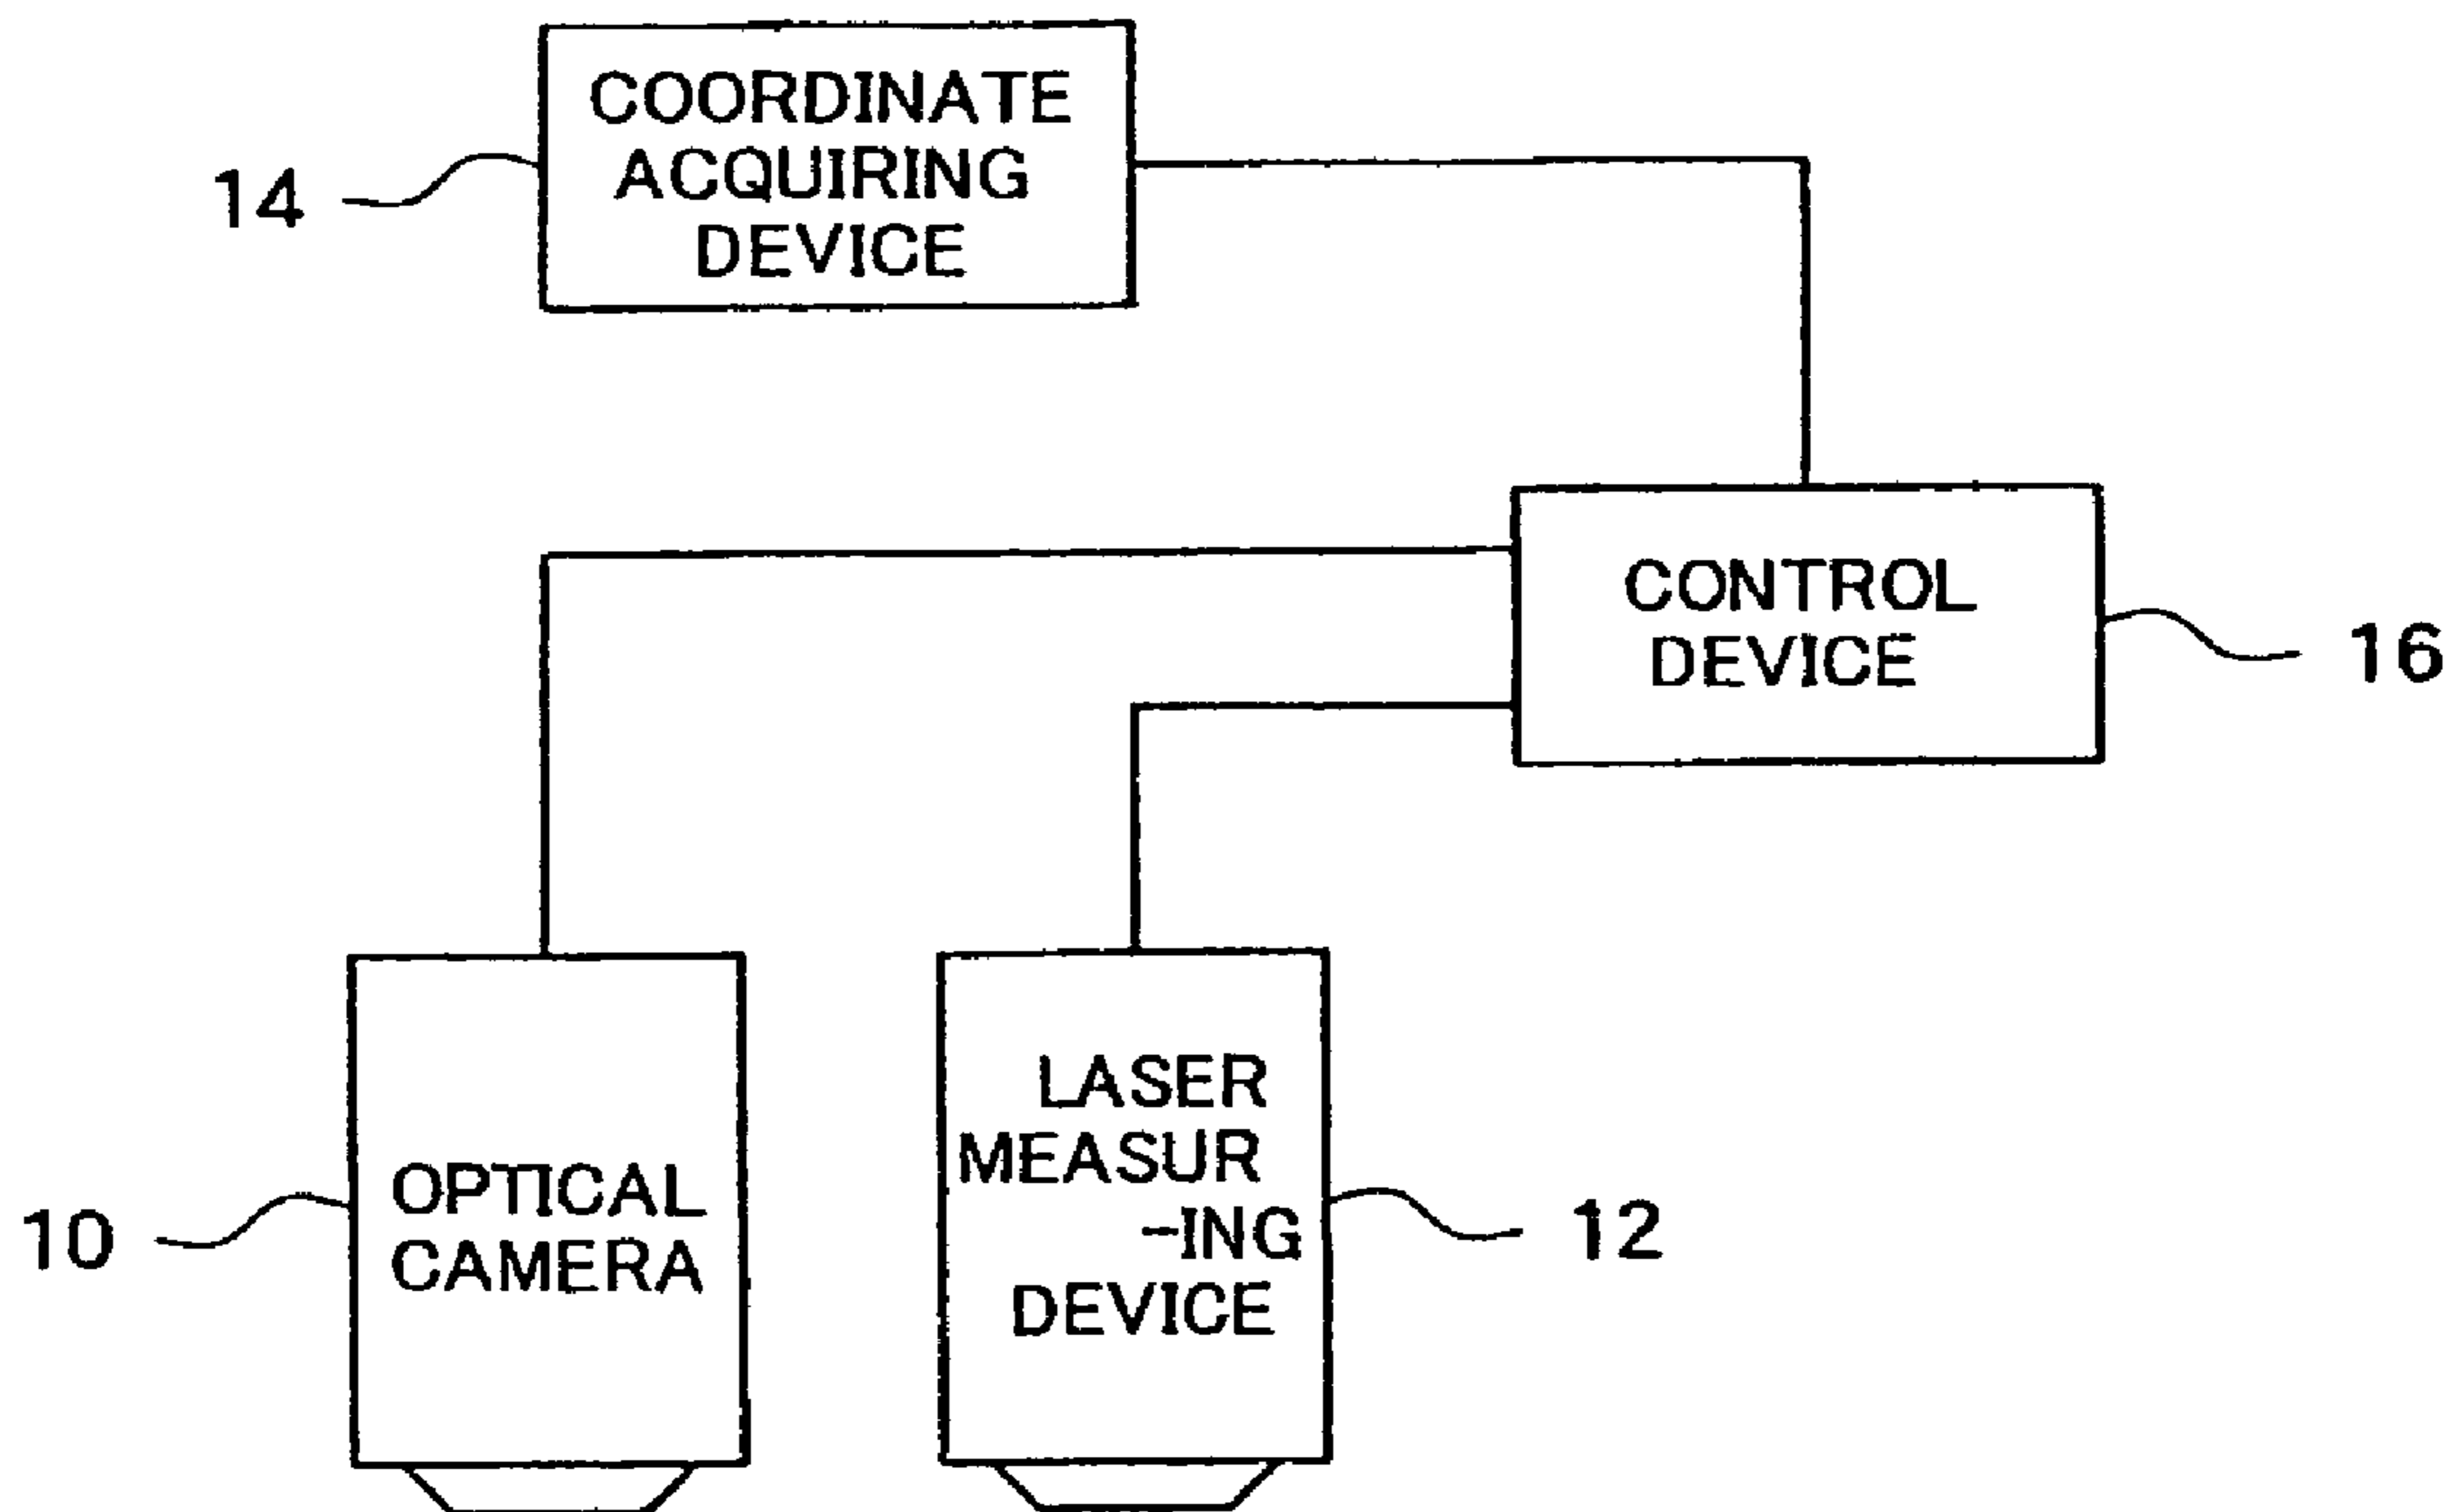 COORDINATE
ACQUIRING
DEVICE
14
CONTROL
DEVICE
16
OPTICAL
CAMERA
10
LASER
MEASUR
-ING
DEVICE
12